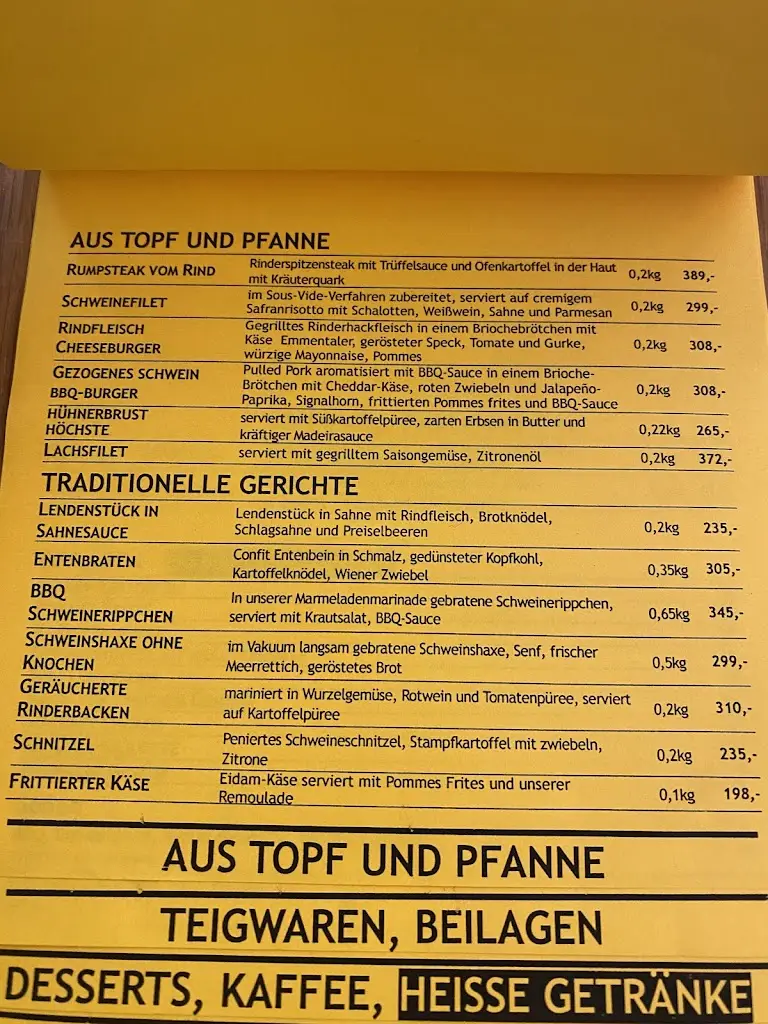 AUS TOPF UND PFANNE
RUMPSTEAK VOM RIND Rinderspitzensteak mit Trüffelsauce und Ofenkartoffel in der Haut mit Kräuterquark 0,2kg 389,-
SCHWEINEFILET im Sous-Vide-Verfahren zubereitet, serviert auf cremigem Safranrisotto mit Schalotten, Weißwein, Sahne und Parmesan 0,2kg 299,-
RINDFLEISCH CHEESEBURGER Gegrilltes Rinderhackfleisch in einem Briochebrötchen mit Käse Emmentaler, gerösteter Speck, Tomate und Gurke, würzige Mayonnaise, Pommes 0,2kg 308,-
GEZOGENES SCHWEIN BBQ-BURGER Pulled Pork aromatisiert mit BBQ-Sauce in einem Brioche-Brötchen mit Cheddar-Käse, roten Zwiebeln und Jalapeño-Paprika, Signalhorn, frittierten Pommes frites und BBQ-Sauce 0,2kg 308,-
HÜHNERBRUST HÖCHSTE serviert mit Süßkartoffelpüree, zarten Erbsen in Butter und kräftiger Madeirasauce 0,22kg 265,-
LACHSFILET serviert mit gegrilltem Saisongemüse, Zitronenöl 0,2kg 372,-
TRADITIONELLE GERICHTE
LENDENSTÜCK IN SAHNESAUCE Lendenstück in Sahne mit Rindfleisch, Brotknödel, Schlagsahne und Preiselbeeren 0,2kg 235,-
ENTENBRATEN Confit Entenbein in Schmalz, gedünsteter Kopfkohl, Kartoffelknödel, Wiener Zwiebel 0,35kg 305,-
BBQ SCHWEINERIPPCHEN In unserer Marmeladenmarinade gebratene Schweinerippchen, serviert mit Krautsalat, BBQ-Sauce 0,65kg 345,-
SCHWEINSHAXE OHNE KNOCHEN im Vakuum langsam gebratene Schweinshaxe, Senf, frischer Meerrettich, geröstetes Brot 0,5kg 299,-
GERÄUCHERTE RINDERBACKEN mariniert in Wurzelgemüse, Rotwein und Tomatenpüree, serviert auf Kartoffelpüree 0,2kg 310,-
SCHNITZEL Peniertes Schweineschnitzel, Stampfkartoffel mit zwiebeln, Zitrone 0,2kg 235,-
FRITTIERTER KÄSE Eidam-Käse serviert mit Pommes Frites und unserer Remoulade 0,1kg 198,-
AUS TOPF UND PFANNE
TEIGWAREN, BEILAGEN
DESSERTS, KAFFEE, HEISSE GETRÄNKE